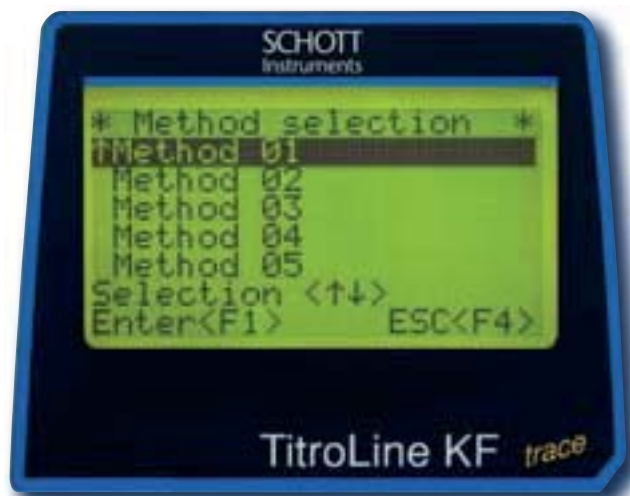 SCHOTT
Instruments
* Method selection *
↑Method 01
Method 02
Method 03
Method 04
Method 05
Selection <↑↓>
Enter<F1> ESC<F4>
TitroLine KF trace